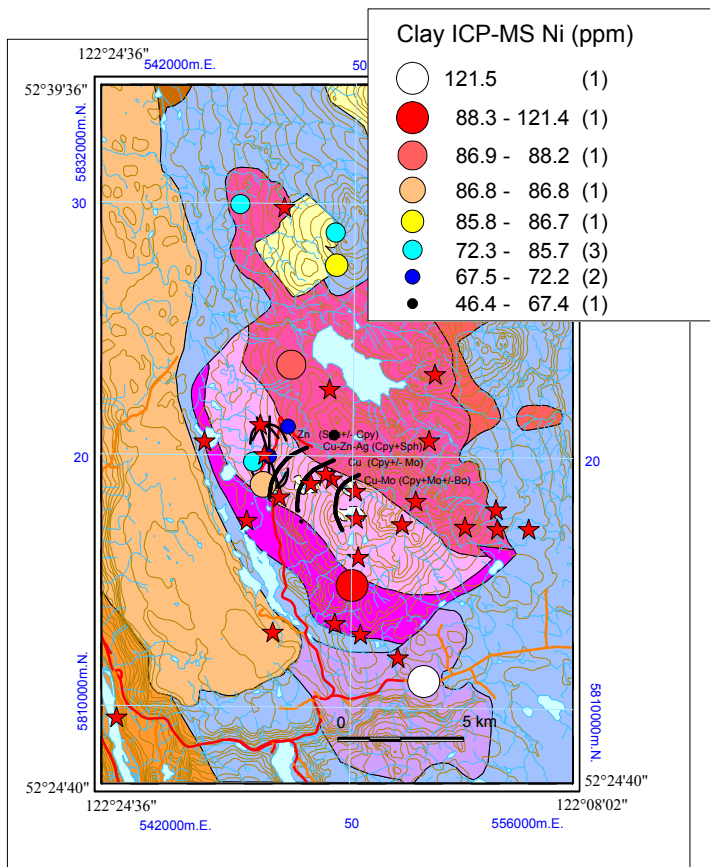 Clay ICP-MS Ni (ppm)
121.5 (1)
88.3 - 121.4 (1)
86.9 - 88.2 (1)
86.8 - 86.8 (1)
85.8 - 86.7 (1)
72.3 - 85.7 (3)
67.5 - 72.2 (2)
46.4 - 67.4 (1)
122°24'36"
542000m.E.
50
52°39'36"
5832000m.N.
30
Zn (Sph+/- Cpy)
Cu-Zn-Ag (Cpy+Sph)
20
20
Cu (Cpy+/- Mo)
Cu-Mo (Cpy+Mo+/-Bo)
5810000m.N.
5810000m.N.
0 5 km
52°24'40"
52°24'40"
122°24'36"
122°08'02"
542000m.E.
50
556000m.E.